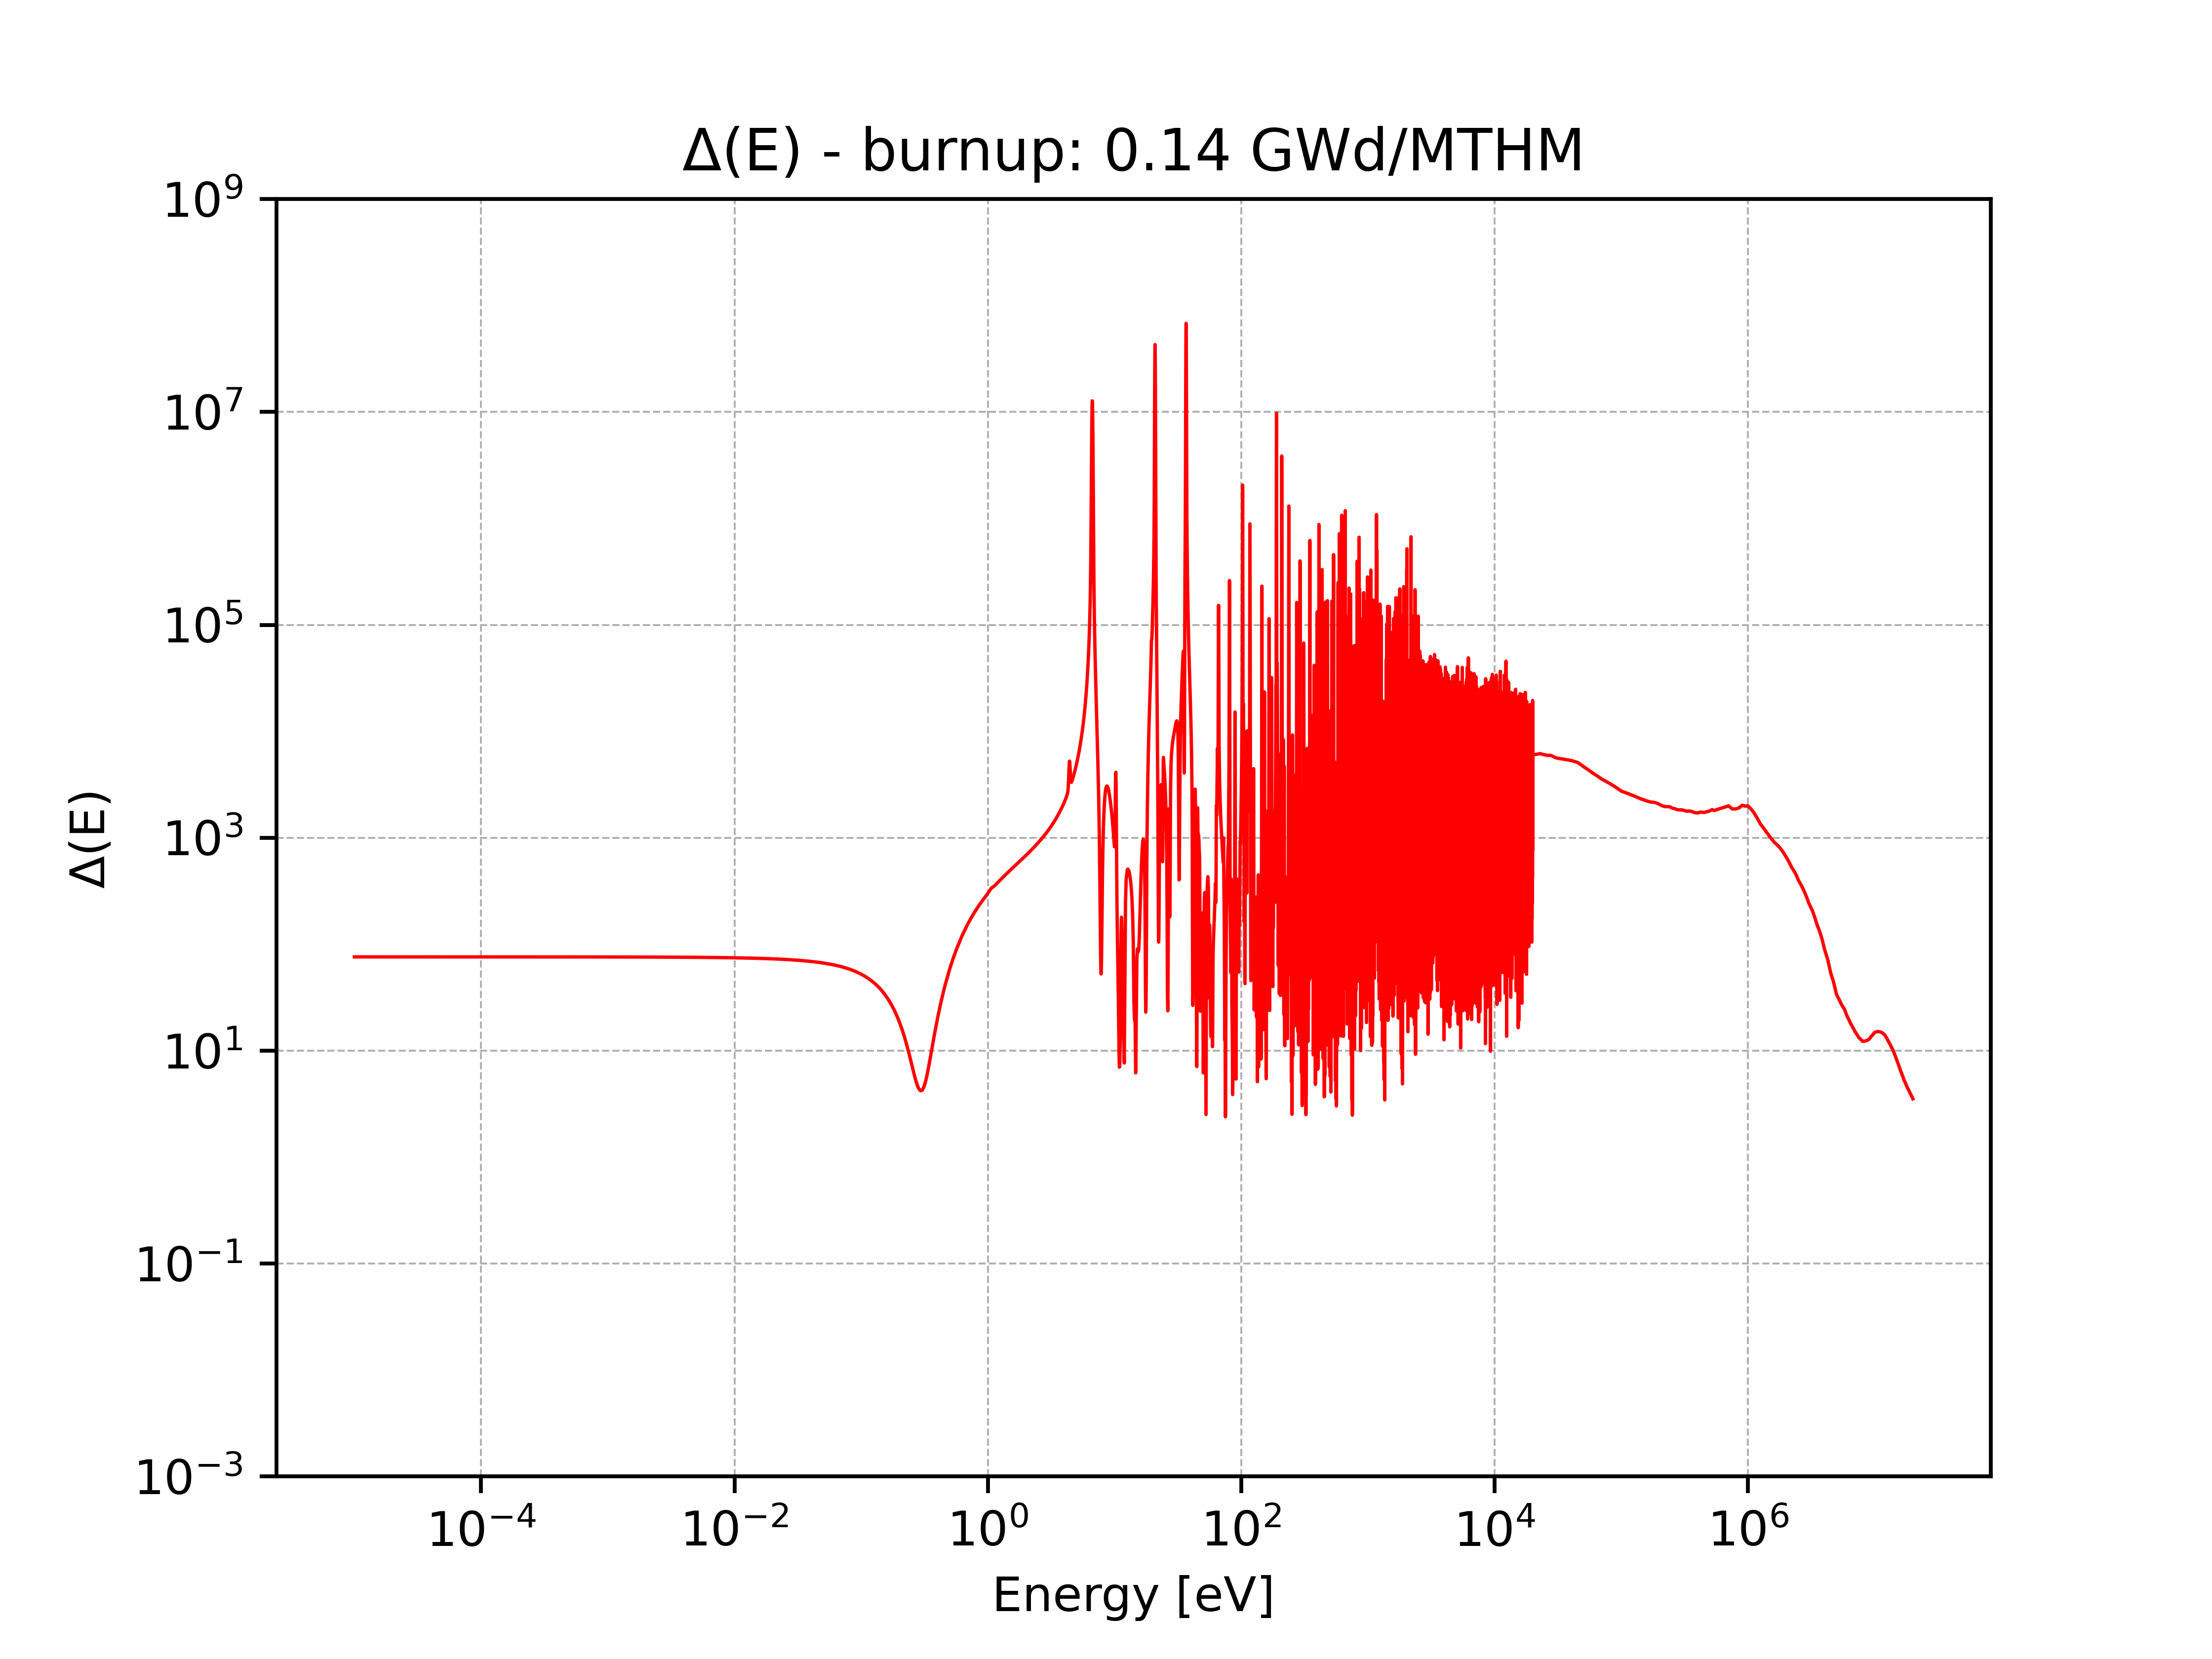 Δ(E) - burnup: 0.14 GWd/MTHM
10⁹
10⁷
10⁵
10³
10¹
10⁻¹
10⁻³
Δ(E)
10⁻⁴ 10⁻² 10⁰ 10² 10⁴ 10⁶
Energy [eV]